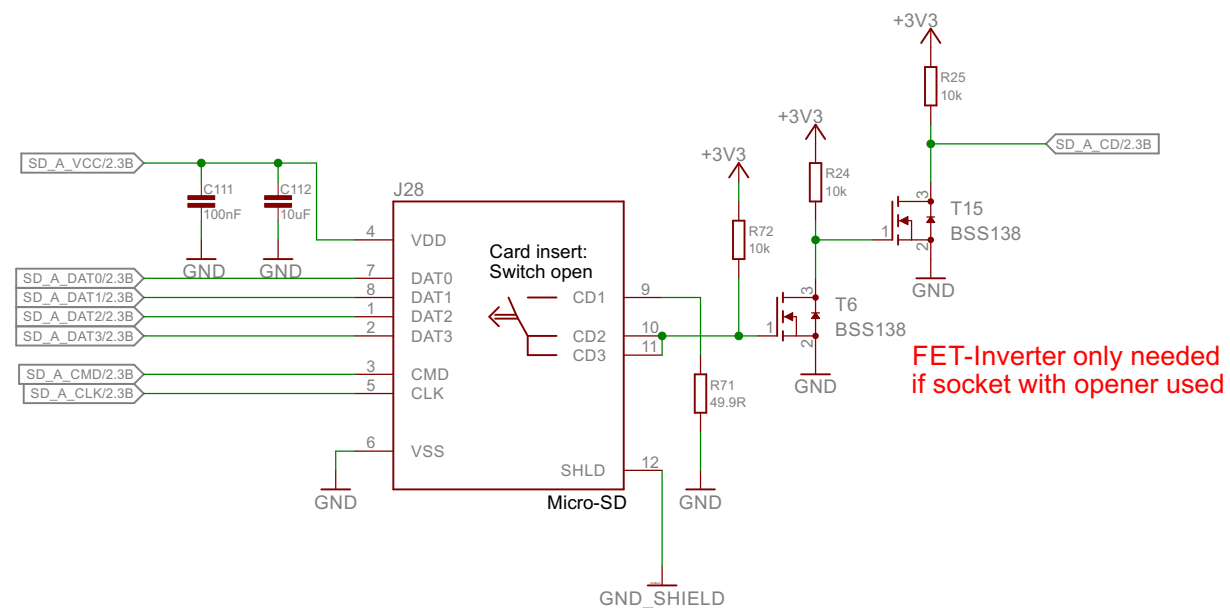 +3V3
R25
10k
+3V3
SD_A_CD/2.3B
SD_A_VCC/2.3B
+3V3
R24
10k
C111
100nF
C112
10uF
J28
3
T15
BSS138
1
2
R72
10k
4
VDD
GND
GND
Card insert:
Switch open
GND
SD_A_DAT0/2.3B
7
DAT0
SD_A_DAT1/2.3B
8
DAT1
CD1
9
3
T6
BSS138
SD_A_DAT2/2.3B
1
DAT2
SD_A_DAT3/2.3B
2
DAT3
CD2
10
1
2
CD3
11
FET-Inverter only needed
if socket with opener used
SD_A_CMD/2.3B
3
CMD
GND
SD_A_CLK/2.3B
5
CLK
R71
49.9R
6
VSS
SHLD
12
GND
Micro-SD
GND
GND_SHIELD